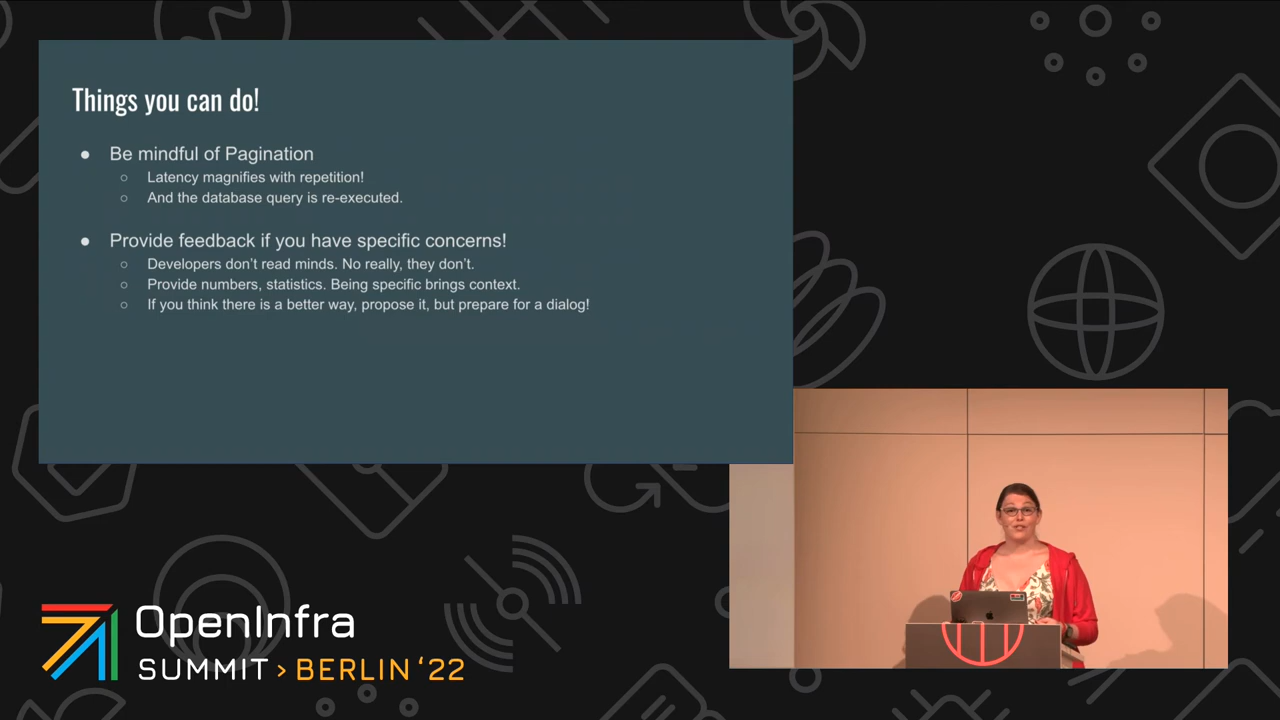 Things you can do!
● Be mindful of Pagination
○ Latency magnifies with repetition!
○ And the database query is re-executed.
● Provide feedback if you have specific concerns!
○ Developers don't read minds. No really, they don't.
○ Provide numbers, statistics. Being specific brings context.
○ If you think there is a better way, propose it, but prepare for a dialog!
OpenInfra
SUMMIT > BERLIN '22